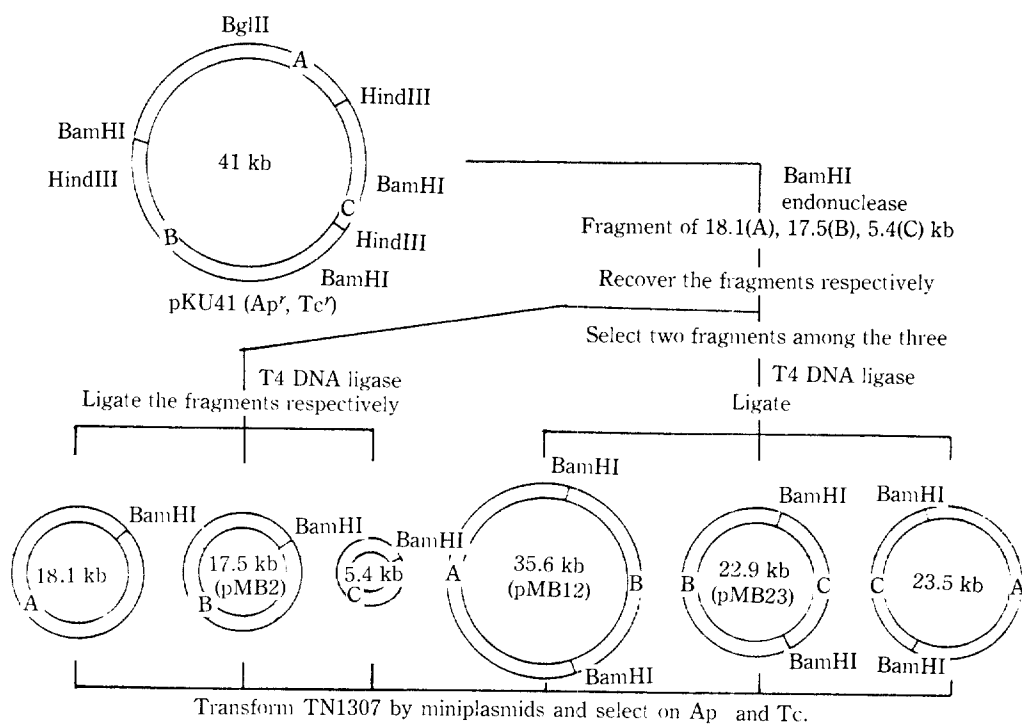 BglII
A
HindIII
BamHI
41 kb
HindIII
BamHI
C
B
HindIII
BamHI
pKU41 (Apʳ, Tcʳ)
BamHI
endonuclease
Fragment of 18.1(A), 17.5(B), 5.4(C) kb
Recover the fragments respectively
Select two fragments among the three
T4 DNA ligase
Ligate the fragments respectively
T4 DNA ligase
Ligate
BamHI
18.1 kb
A
BamHI
17.5 kb
(pMB2)
B
BamHI
5.4 kb
C
BamHI
A
35.6 kb
(pMB12)
B
BamHI
BamHI
B
22.9 kb
(pMB23)
C
BamHI
BamHI
C
23.5 kb
A
BamHI
Transform TN1307 by miniplasmids and select on Ap and Tc.